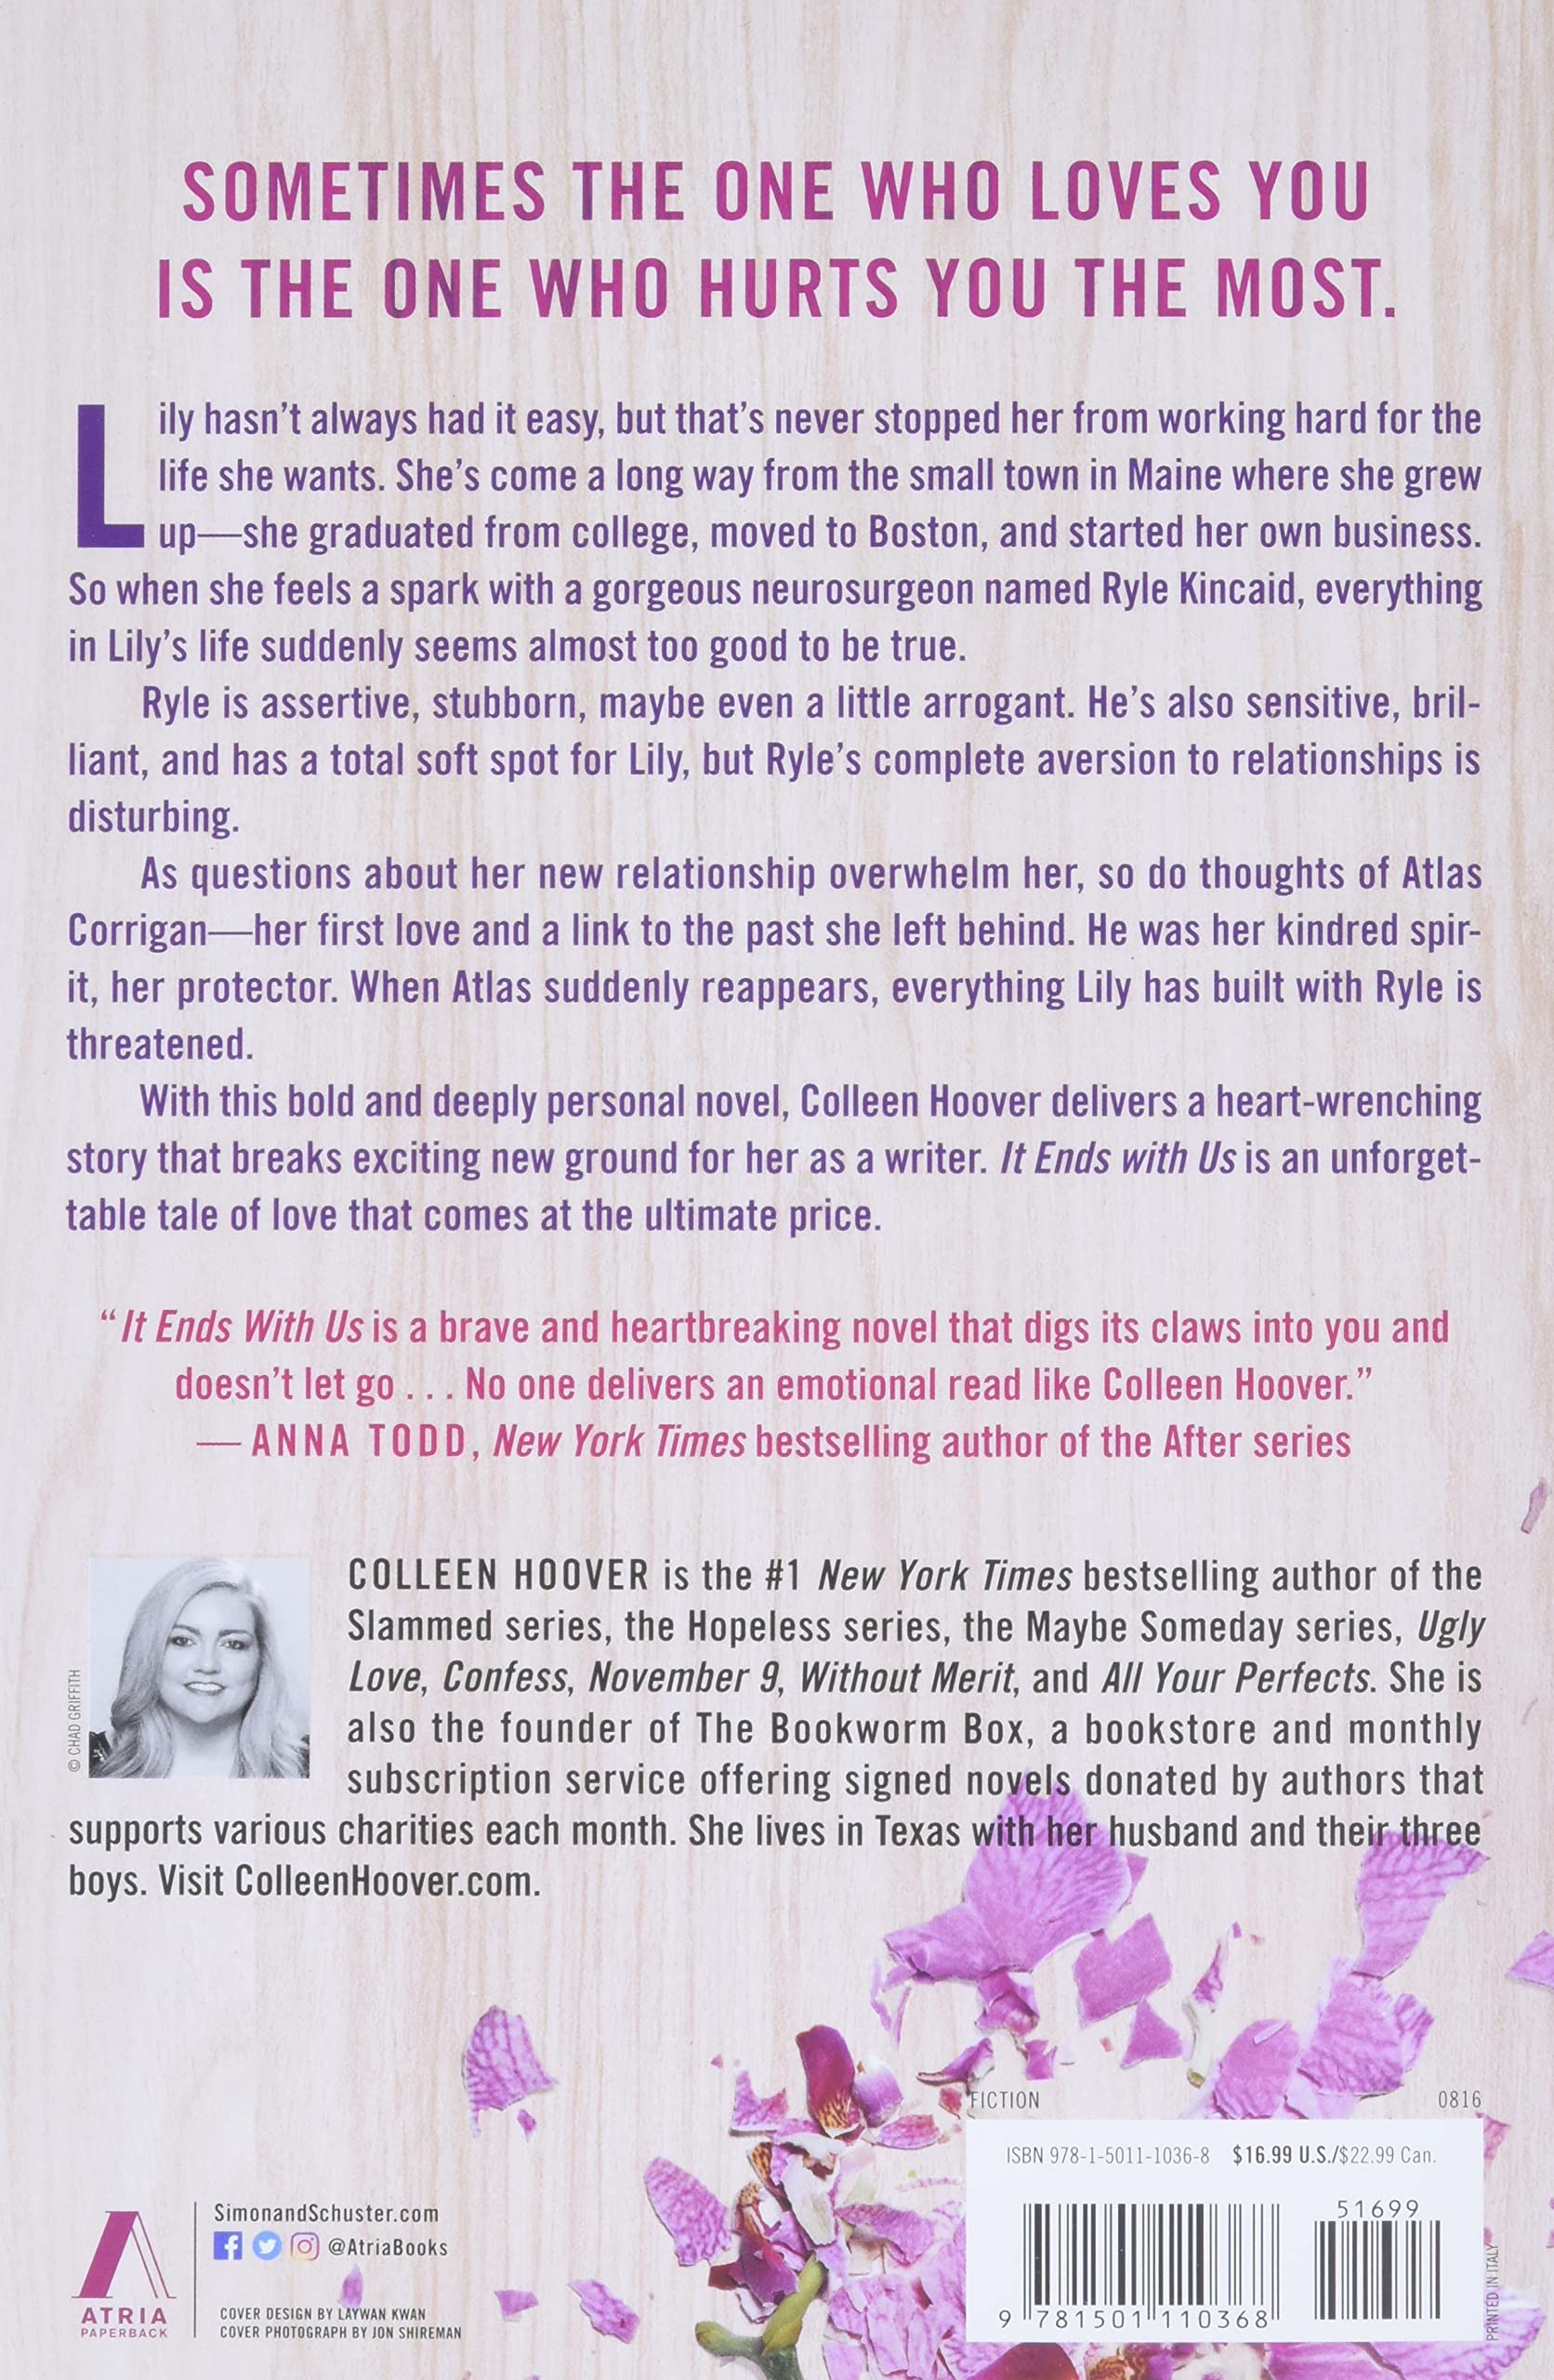 SOMETIMES THE ONE WHO LOVES YOU
IS THE ONE WHO HURTS YOU THE MOST.
Lily hasn’t always had it easy, but that’s never stopped her from working hard for the
life she wants. She’s come a long way from the small town in Maine where she grew
up—she graduated from college, moved to Boston, and started her own business.
So when she feels a spark with a gorgeous neurosurgeon named Ryle Kincaid, everything
in Lily’s life suddenly seems almost too good to be true.
Ryle is assertive, stubborn, maybe even a little arrogant. He’s also sensitive, bril-
liant, and has a total soft spot for Lily, but Ryle’s complete aversion to relationships is
disturbing.
As questions about her new relationship overwhelm her, so do thoughts of Atlas
Corrigan—her first love and a link to the past she left behind. He was her kindred spir-
it, her protector. When Atlas suddenly reappears, everything Lily has built with Ryle is
threatened.
With this bold and deeply personal novel, Colleen Hoover delivers a heart-wrenching
story that breaks exciting new ground for her as a writer. It Ends with Us is an unforget-
table tale of love that comes at the ultimate price.
“It Ends With Us is a brave and heartbreaking novel that digs its claws into you and
doesn’t let go . . . No one delivers an emotional read like Colleen Hoover.”
— ANNA TODD, New York Times bestselling author of the After series
© CHAD GRIFFITH
COLLEEN HOOVER is the #1 New York Times bestselling author of the
Slammed series, the Hopeless series, the Maybe Someday series, Ugly
Love, Confess, November 9, Without Merit, and All Your Perfects. She is
also the founder of The Bookworm Box, a bookstore and monthly
subscription service offering signed novels donated by authors that
supports various charities each month. She lives in Texas with her husband and their three
boys. Visit ColleenHoover.com.
FICTION 0816
ISBN 978-1-5011-1036-8 $16.99 U.S./$22.99 Can.
51699
9 781501 110368
PRINTED IN ITALY
ATRIA
PAPERBACK
SimonandSchuster.com
@AtriaBooks
COVER DESIGN BY LAYWAN KWAN
COVER PHOTOGRAPH BY JON SHIREMAN